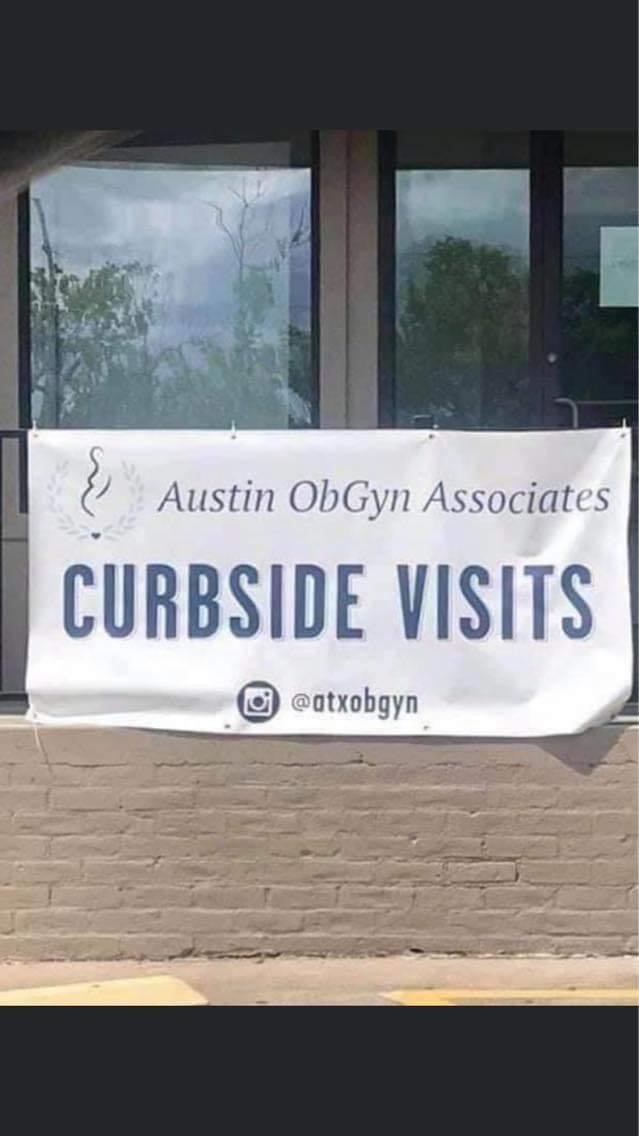 Austin ObGyn Associates
CURBSIDE VISITS
@atxobgyn